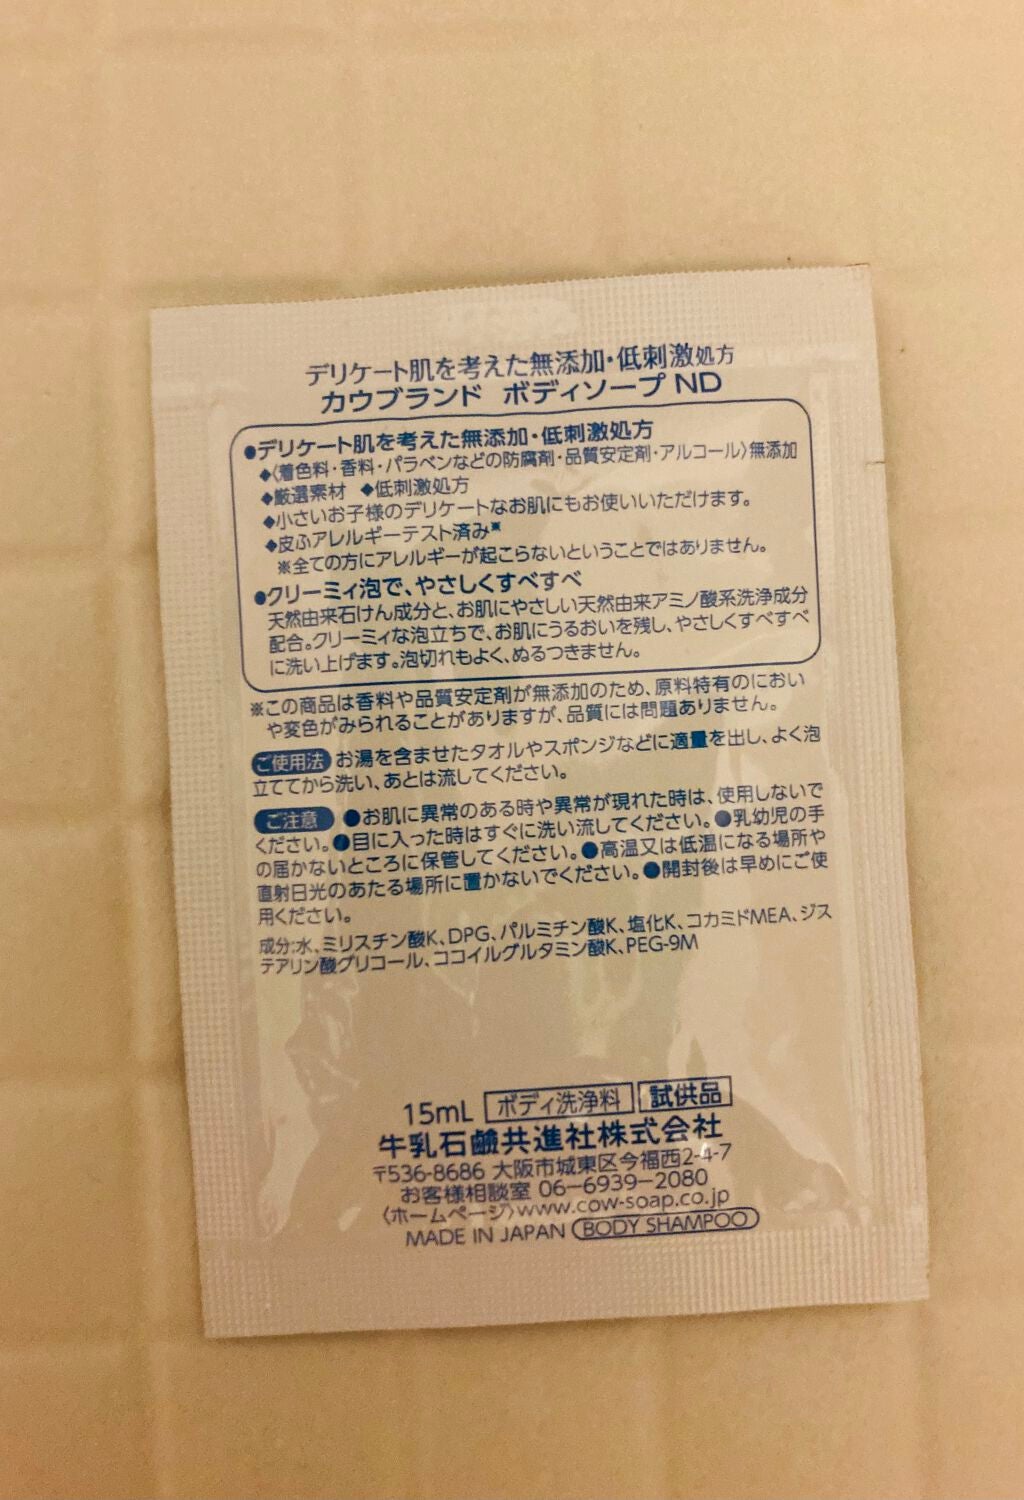 デリケート肌を考えた無添加・低刺激処方
カウブランド ボディソープ ND
●デリケート肌を考えた無添加・低刺激処方
◆〈着色料・香料・パラベンなどの防腐剤・品質安定剤・アルコール〉無添加
◆厳選素材 ◆低刺激処方
◆小さいお子様のデリケートなお肌にもお使いいただけます。
◆皮ふアレルギーテスト済み※
※全ての方にアレルギーが起こらないということではありません。
●クリーミィ泡で、やさしくすべすべ
天然由来石けん成分と、お肌にやさしい天然由来アミノ酸系洗浄成分
配合。クリーミィな泡立ちで、お肌にうるおいを残し、やさしくすべすべ
に洗い上げます。泡切れもよく、ぬるつきません。
※この商品は香料や品質安定剤が無添加のため、原料特有のにおい
や変色がみられることがありますが、品質には問題ありません。
ご使用法 お湯を含ませたタオルやスポンジなどに適量を出し、よく泡
立ててから洗い、あとは流してください。
ご注意 ●お肌に異常のある時や異常が現れた時は、使用しないで
ください。●目に入った時はすぐに洗い流してください。●乳幼児の手
の届かないところに保管してください。●高温又は低温になる場所や
直射日光のあたる場所に置かないでください。●開封後は早めにご使
用ください。
成分:水、ミリスチン酸K、DPG、パルミチン酸K、塩化K、コカミドMEA、ジス
テアリン酸グリコール、ココイルグルタミン酸K、PEG-9M
15mL ボディ洗浄料 試供品
牛乳石鹼共進社株式会社
〒536-8686 大阪市城東区今福西2-4-7
お客様相談室 06-6939-2080
〈ホームページ〉www.cow-soap.co.jp
MADE IN JAPAN BODY SHAMPOO